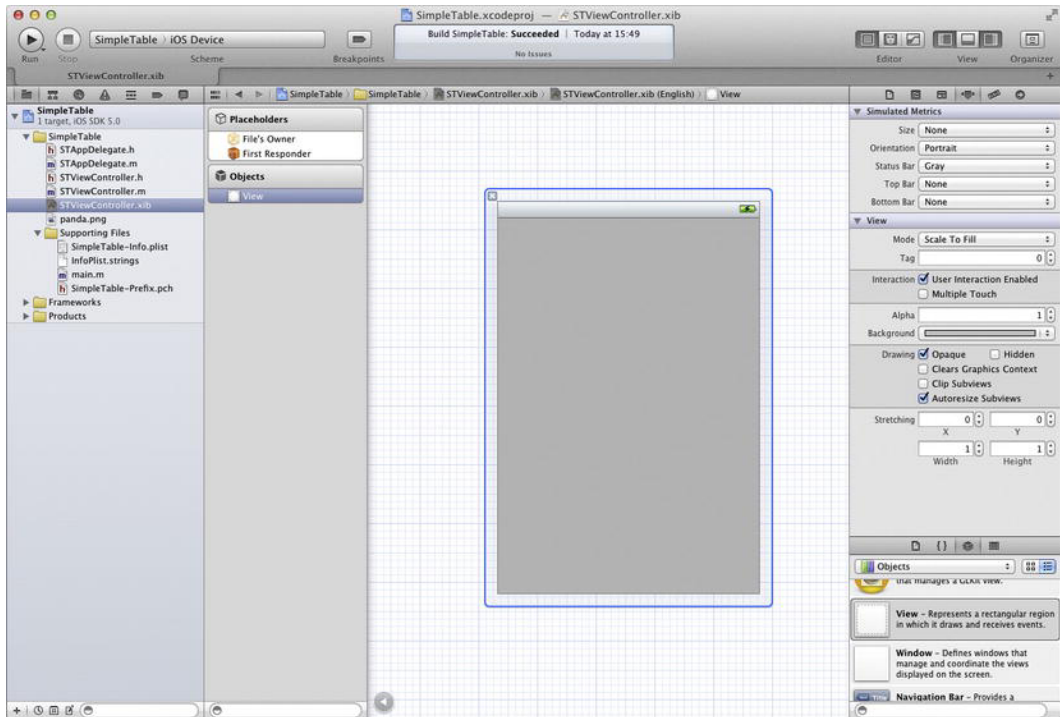 SimpleTable.xcodeproj — STViewController.xib
SimpleTable › iOS Device
Build SimpleTable: Succeeded | Today at 15:49
No Issues
Run Stop Scheme Breakpoints Editor View Organizer
STViewController.xib
SimpleTable › SimpleTable › STViewController.xib › STViewController.xib (English) › View
SimpleTable
1 target, iOS SDK 5.0
SimpleTable
STAppDelegate.h
STAppDelegate.m
STViewController.h
STViewController.m
STViewController.xib
panda.png
Supporting Files
SimpleTable-Info.plist
InfoPlist.strings
main.m
SimpleTable-Prefix.pch
Frameworks
Products
Placeholders
File's Owner
First Responder
Objects
View
Simulated Metrics
Size None
Orientation Portrait
Status Bar Gray
Top Bar None
Bottom Bar None
View
Mode Scale To Fill
Tag 0
Interaction User Interaction Enabled
Multiple Touch
Alpha 1
Background
Drawing Opaque Hidden
Clears Graphics Context
Clip Subviews
Autoresize Subviews
Stretching 0 0
X Y
1 1
Width Height
{}
Objects
that manages a GLKit view.
View – Represents a rectangular region
in which it draws and receives events.
Window – Defines windows that
manage and coordinate the views
displayed on the screen.
Title Navigation Bar – Provides a